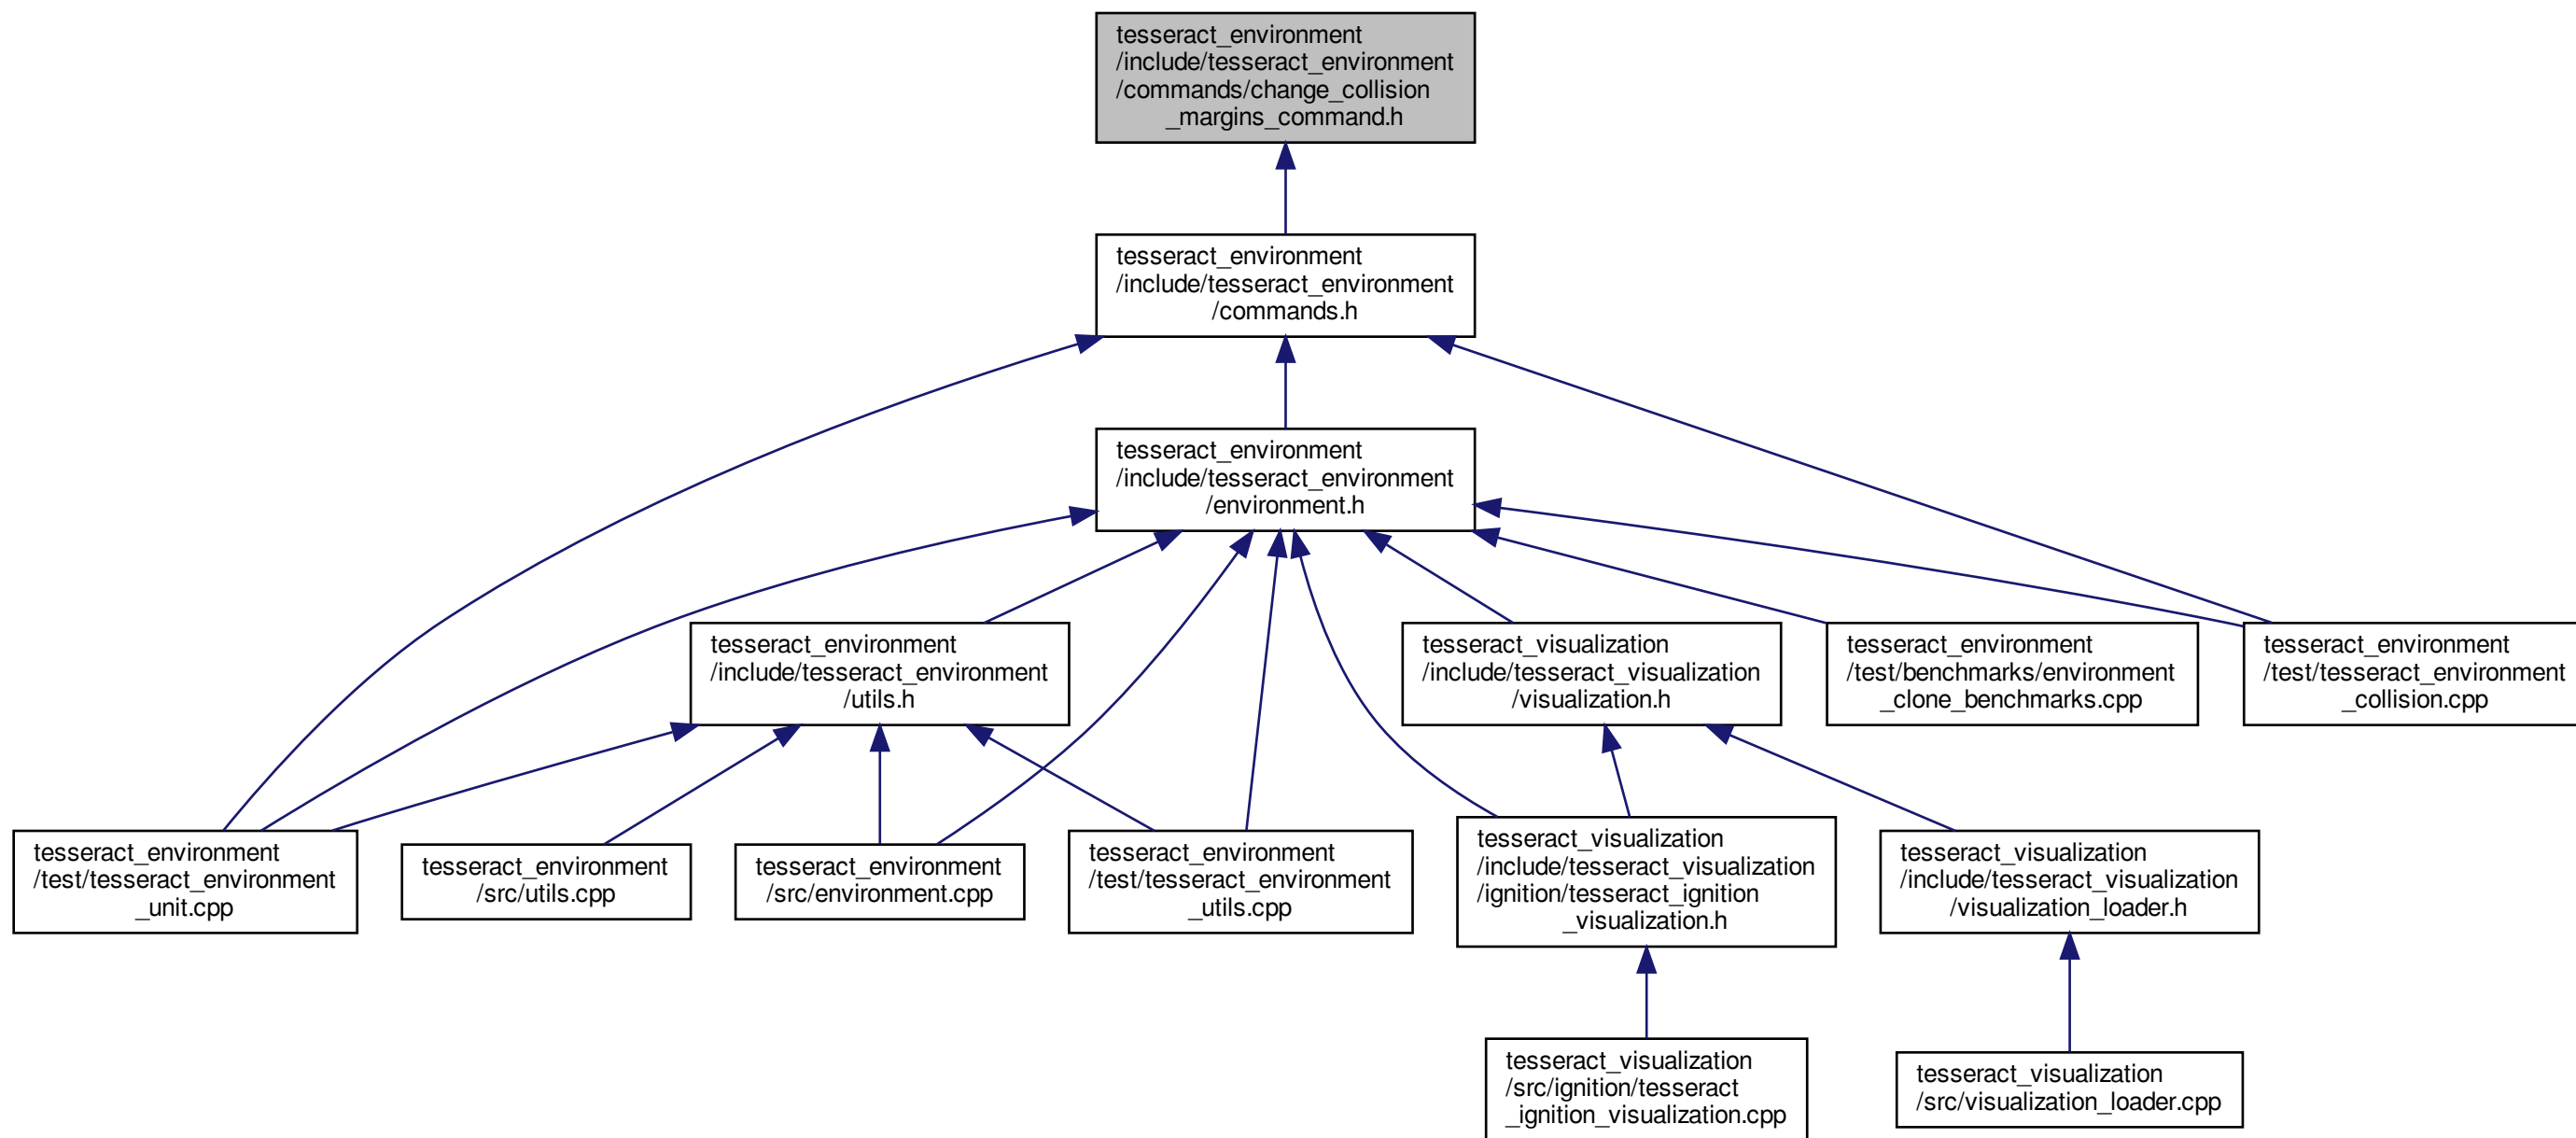 tesseract_environment
/include/tesseract_environment
/commands/change_collision
_margins_command.h
tesseract_environment
/include/tesseract_environment
/commands.h
tesseract_environment
/include/tesseract_environment
/environment.h
tesseract_environment
/include/tesseract_environment
/utils.h
tesseract_visualization
/include/tesseract_visualization
/visualization.h
tesseract_environment
/test/benchmarks/environment
_clone_benchmarks.cpp
tesseract_environment
/test/tesseract_environment
_collision.cpp
tesseract_environment
/test/tesseract_environment
_unit.cpp
tesseract_environment
/src/utils.cpp
tesseract_environment
/src/environment.cpp
tesseract_environment
/test/tesseract_environment
_utils.cpp
tesseract_visualization
/include/tesseract_visualization
/ignition/tesseract_ignition
_visualization.h
tesseract_visualization
/include/tesseract_visualization
/visualization_loader.h
tesseract_visualization
/src/ignition/tesseract
_ignition_visualization.cpp
tesseract_visualization
/src/visualization_loader.cpp